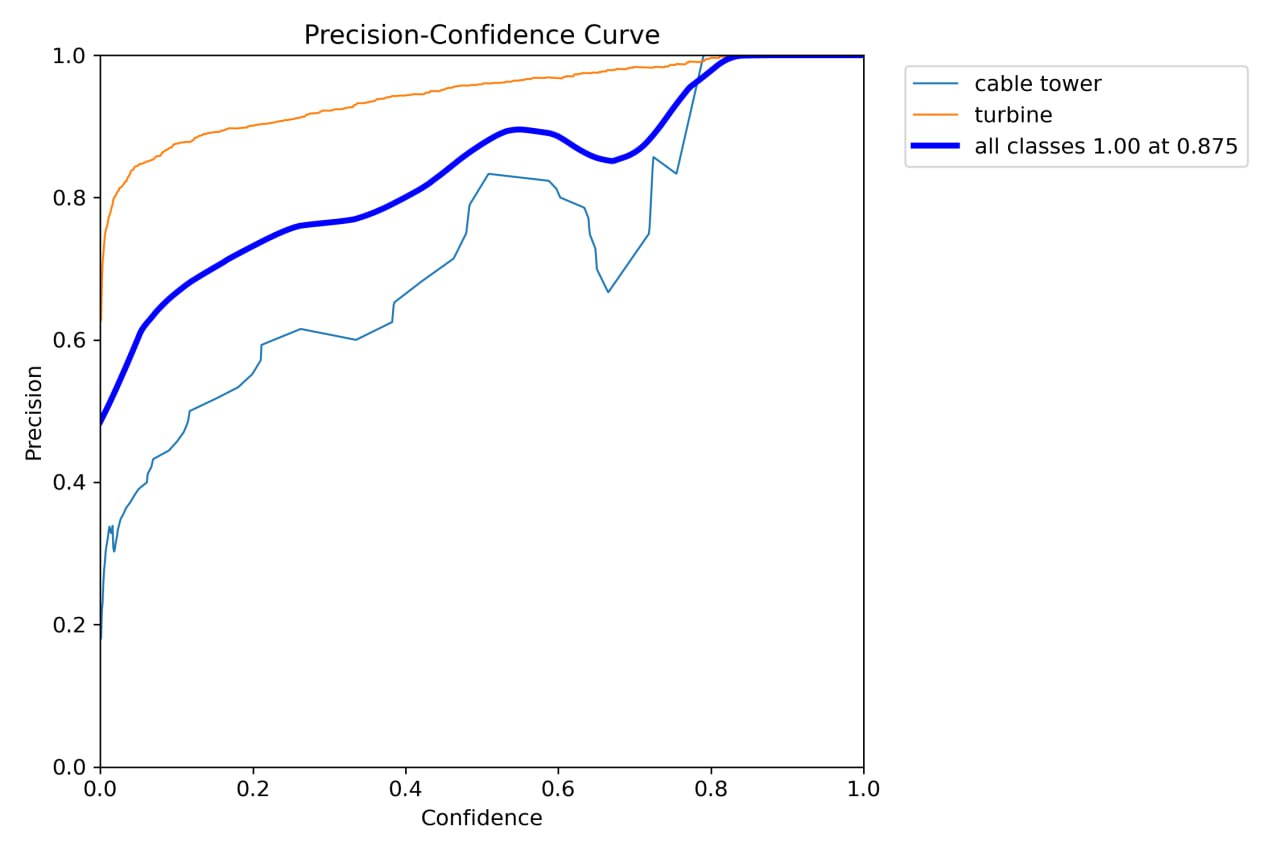 Precision-Confidence Curve
1.0
0.8
0.6
0.4
0.2
0.0
Precision
0.0 0.2 0.4 0.6 0.8 1.0
Confidence
cable tower
turbine
all classes 1.00 at 0.875